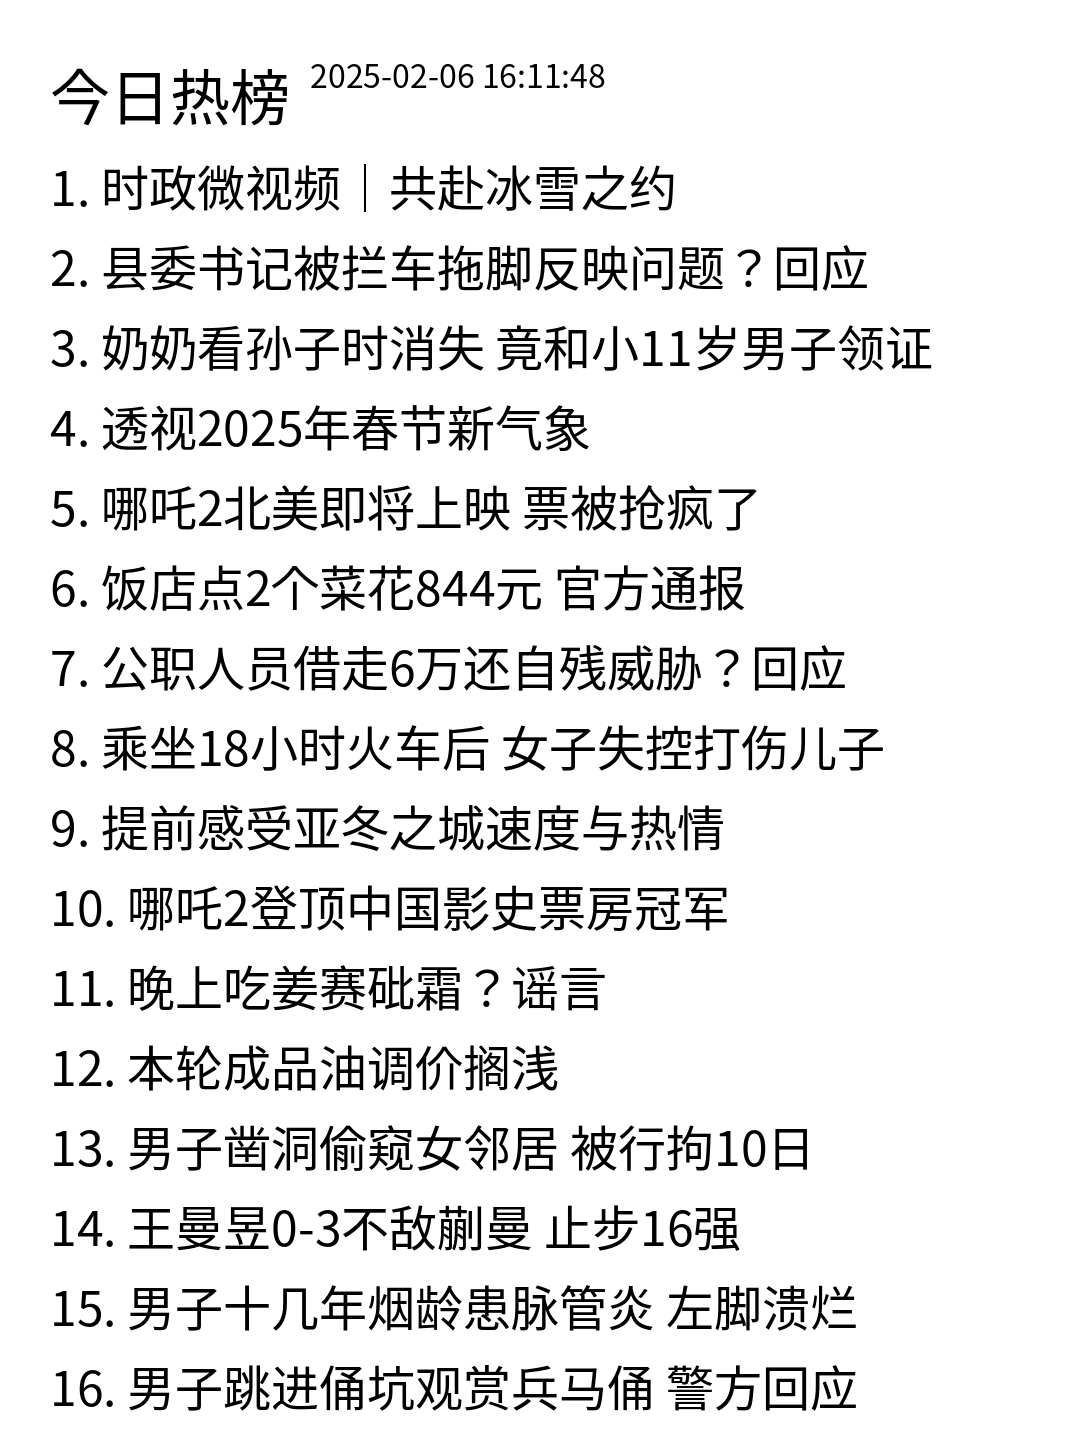 今日热榜 2025-02-06 16:11:48
1. 时政微视频｜共赴冰雪之约
2. 县委书记被拦车拖脚反映问题？回应
3. 奶奶看孙子时消失 竟和小11岁男子领证
4. 透视2025年春节新气象
5. 哪吒2北美即将上映 票被抢疯了
6. 饭店点2个菜花844元 官方通报
7. 公职人员借走6万还自残威胁？回应
8. 乘坐18小时火车后 女子失控打伤儿子
9. 提前感受亚冬之城速度与热情
10. 哪吒2登顶中国影史票房冠军
11. 晚上吃姜赛砒霜？谣言
12. 本轮成品油调价搁浅
13. 男子凿洞偷窥女邻居 被行拘10日
14. 王曼昱0-3不敌蒯曼 止步16强
15. 男子十几年烟龄患脉管炎 左脚溃烂
16. 男子跳进俑坑观赏兵马俑 警方回应